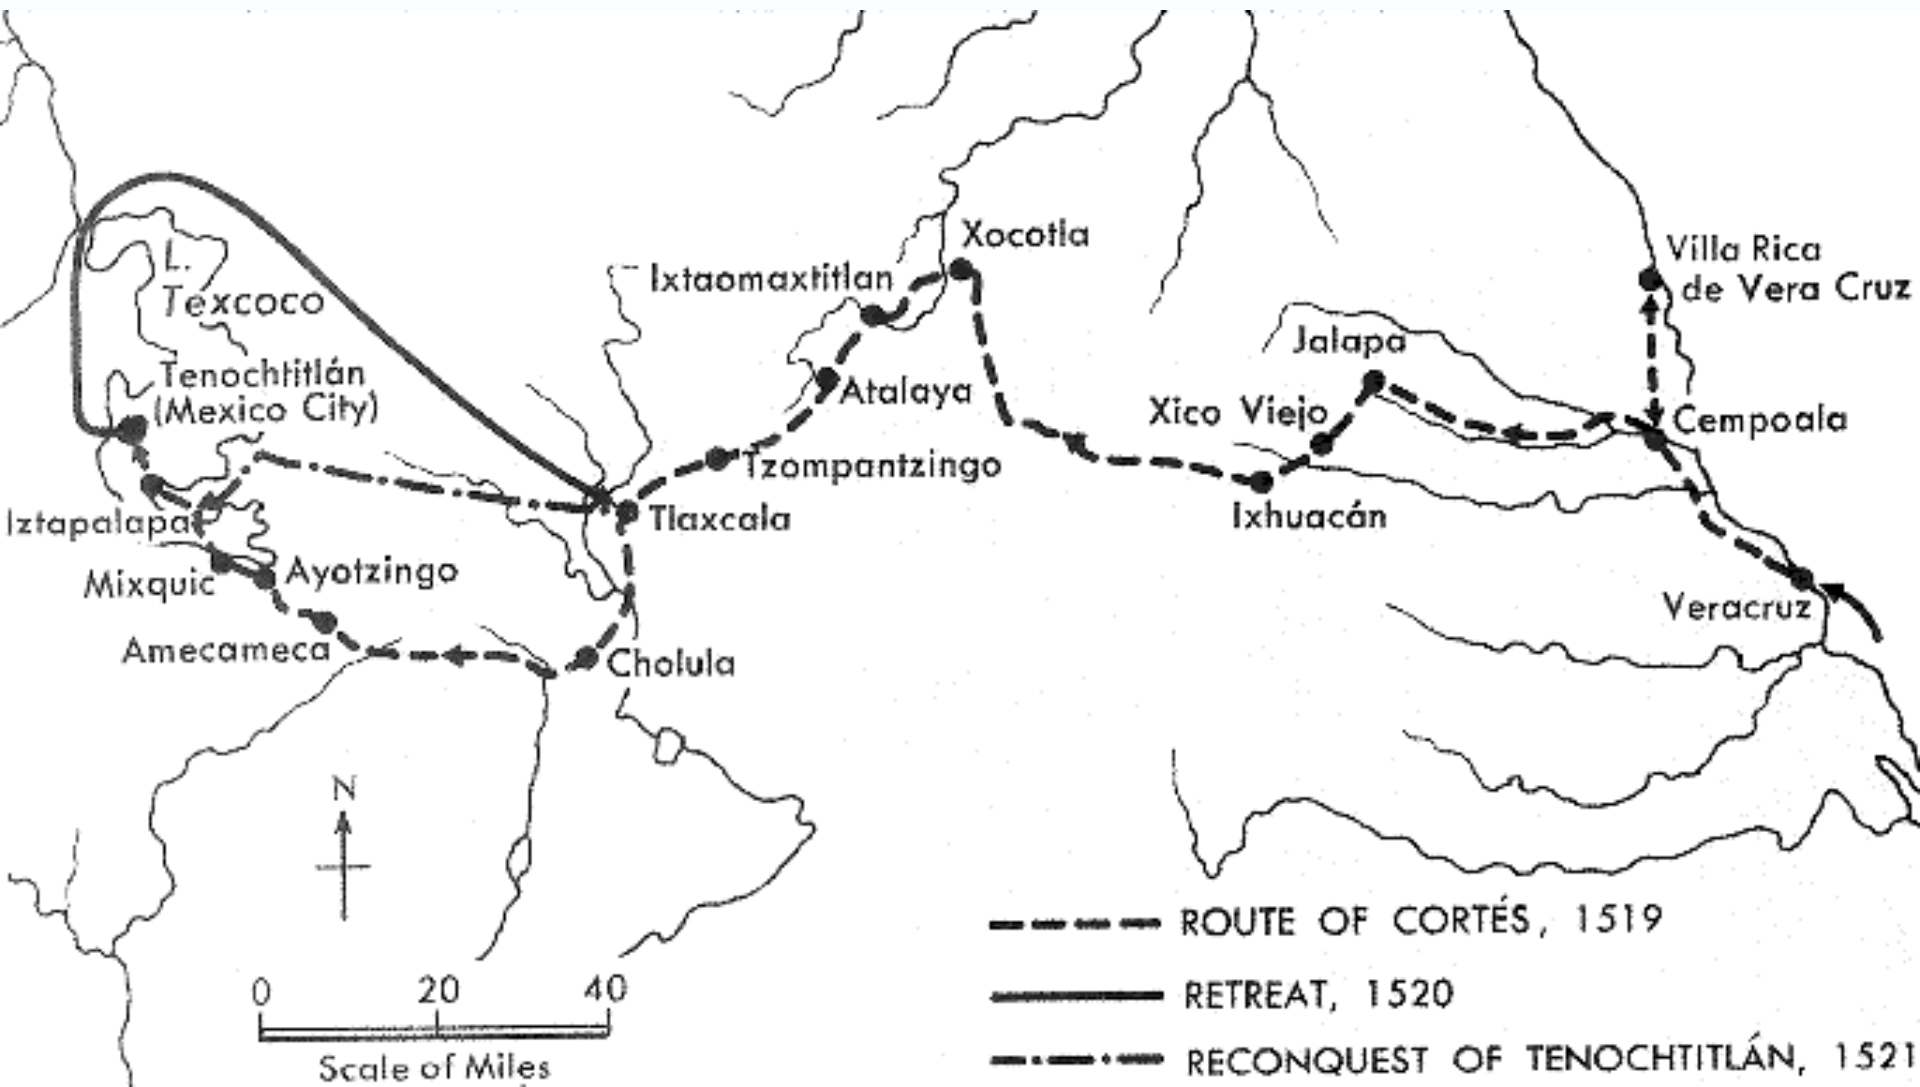 Xocotla
Ixtaomaxtitlan
Villa Rica
de Vera Cruz
L.
Texcoco
Jalapa
Tenochtitlán
(Mexico City)
Atalaya
Xico Viejo
Cempoala
Tzompantzingo
Iztapalapa
Tlaxcala
Ixhuacán
Mixquic
Ayotzingo
Veracruz
Amecameca
Cholula
N
0 20 40
Scale of Miles
ROUTE OF CORTÉS, 1519
RETREAT, 1520
RECONQUEST OF TENOCHTITLÁN, 1521